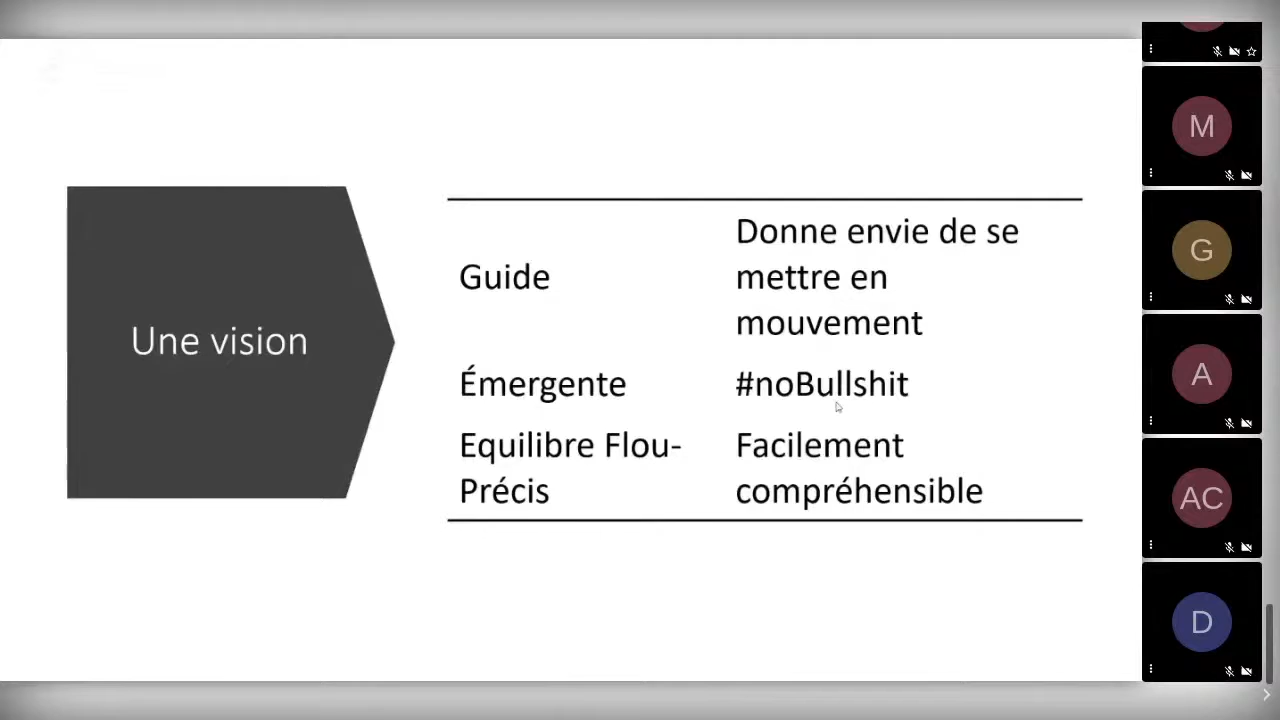 Une vision
Guide
Donne envie de se
mettre en
mouvement
Émergente
#noBullshit
Equilibre Flou-
Précis
Facilement
compréhensible
M
G
A
AC
D